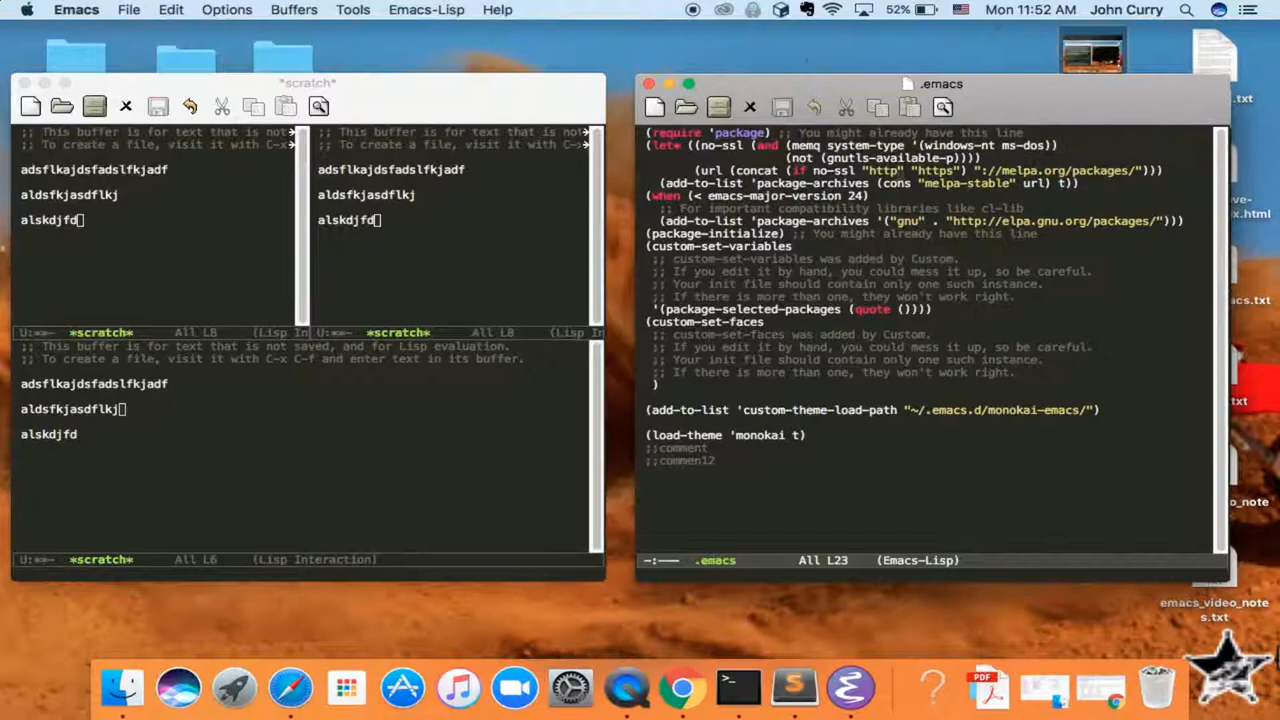 Emacs File Edit Options Buffers Tools Emacs-Lisp Help 52% Mon 11:52 AM John Curry
*scratch*
;; This buffer is for text that is not
;; To create a file, visit it with C-x
adsflkajdsfadslfkjadf
aldsfkjasdflkj
alskdjfd
U:**- *scratch* All L8 (Lisp In
;; This buffer is for text that is no
;; To create a file, visit it with C-
adsflkajdsfadslfkjadf
aldsfkjasdflkj
alskdjfd
U:**- *scratch* All L8 (Lisp In
;; This buffer is for text that is not saved, and for Lisp evaluation.
;; To create a file, visit it with C-x C-f and enter text in its buffer.
adsflkajdsfadslfkjadf
aldsfkjasdflkj
alskdjfd
U:**- *scratch* All L6 (Lisp Interaction)
.emacs
(require 'package) ;; You might already have this line
(let* ((no-ssl (and (memq system-type '(windows-nt ms-dos))
(not (gnutls-available-p))))
(url (concat (if no-ssl "http" "https") "://melpa.org/packages/")))
(add-to-list 'package-archives (cons "melpa-stable" url) t))
(when (< emacs-major-version 24)
;; For important compatibility libraries like cl-lib
(add-to-list 'package-archives '("gnu" . "http://elpa.gnu.org/packages/")))
(package-initialize) ;; You might already have this line
(custom-set-variables
;; custom-set-variables was added by Custom.
;; If you edit it by hand, you could mess it up, so be careful.
;; Your init file should contain only one such instance.
;; If there is more than one, they won't work right.
'(package-selected-packages (quote ())))
(custom-set-faces
;; custom-set-faces was added by Custom.
;; If you edit it by hand, you could mess it up, so be careful.
;; Your init file should contain only one such instance.
;; If there is more than one, they won't work right.
)
(add-to-list 'custom-theme-load-path "~/.emacs.d/monokai-emacs/")
(load-theme 'monokai t)
;;comment
;;commen12
-:--- .emacs All L23 (Emacs-Lisp)
.txt
ve-
x.html
cs.txt
.txt
_note
emacs_video_note
s.txt
PDF